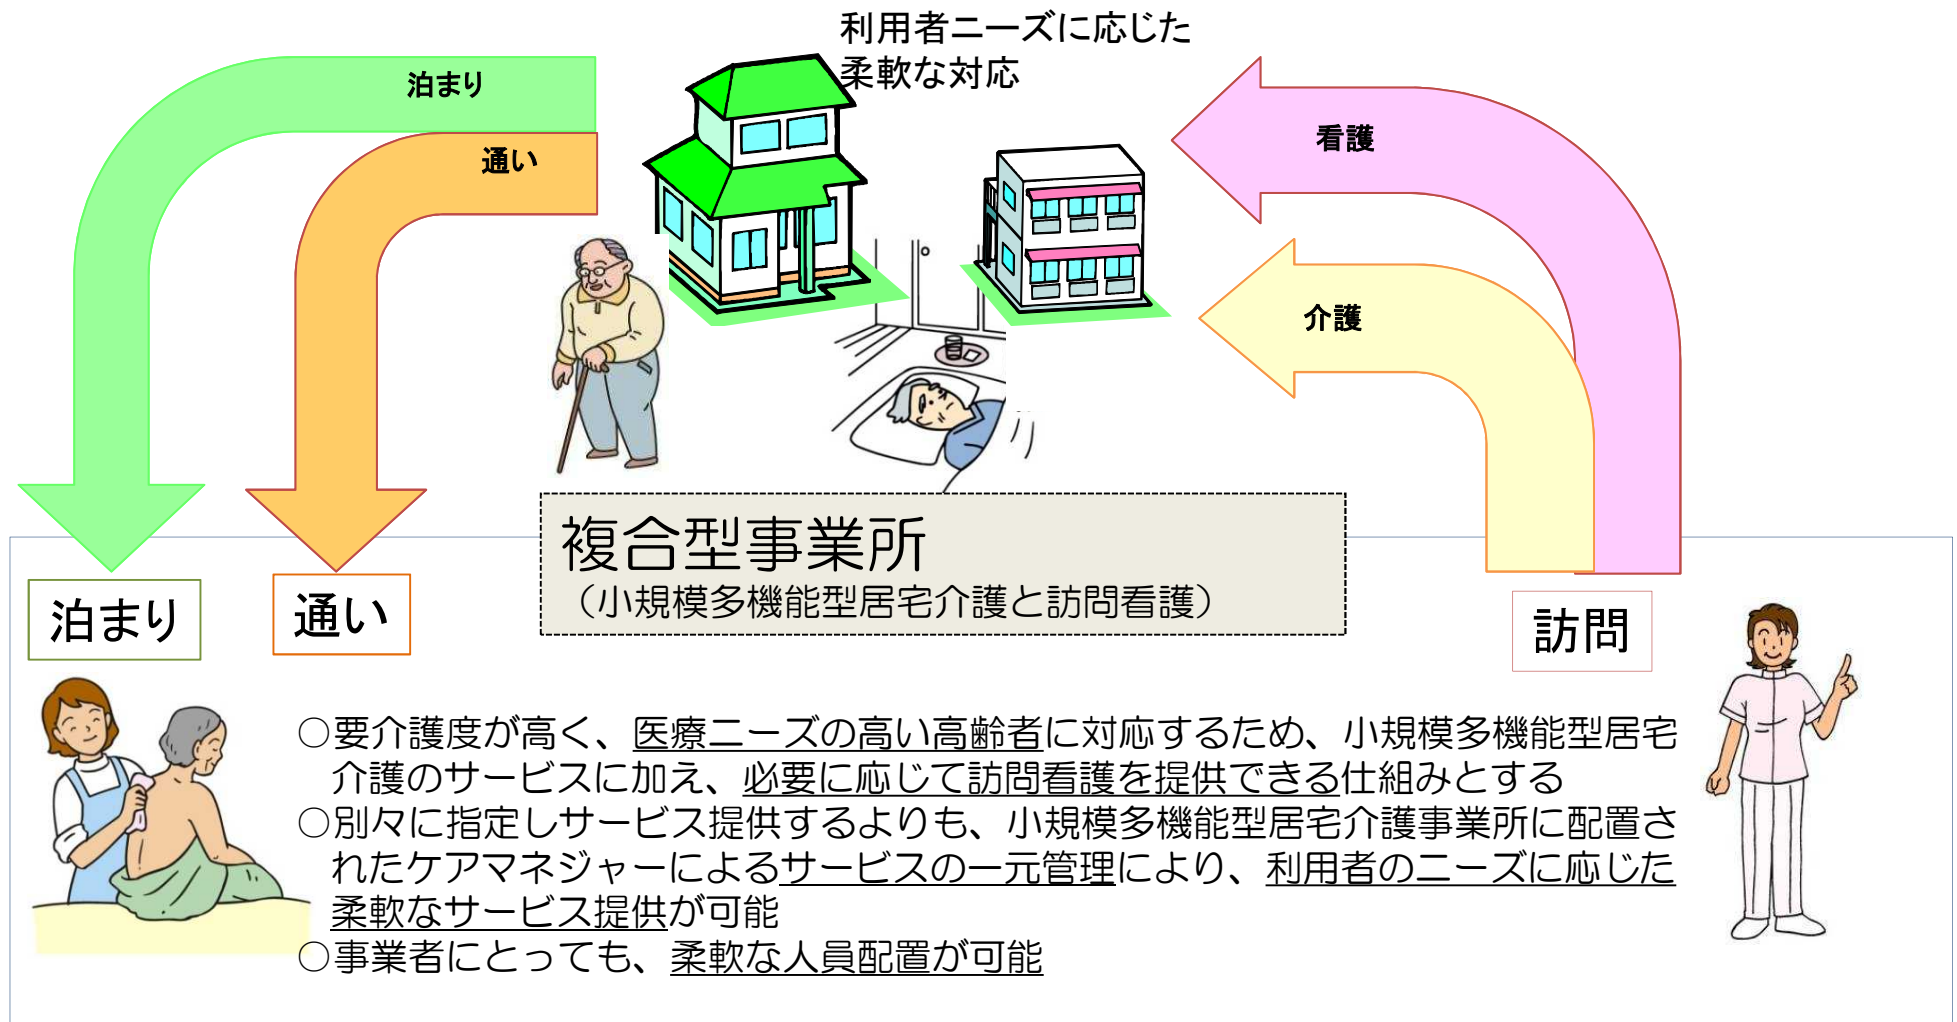 利用者ニーズに応じた
柔軟な対応
泊まり
通い
看護
介護
複合型事業所
（小規模多機能型居宅介護と訪問看護）
泊まり
通い
訪問
○要介護度が高く、医療ニーズの高い高齢者に対応するため、小規模多機能型居宅
介護のサービスに加え、必要に応じて訪問看護を提供できる仕組みとする
○別々に指定しサービス提供するよりも、小規模多機能型居宅介護事業所に配置さ
れたケアマネジャーによるサービスの一元管理により、利用者のニーズに応じた
柔軟なサービス提供が可能
○事業者にとっても、柔軟な人員配置が可能